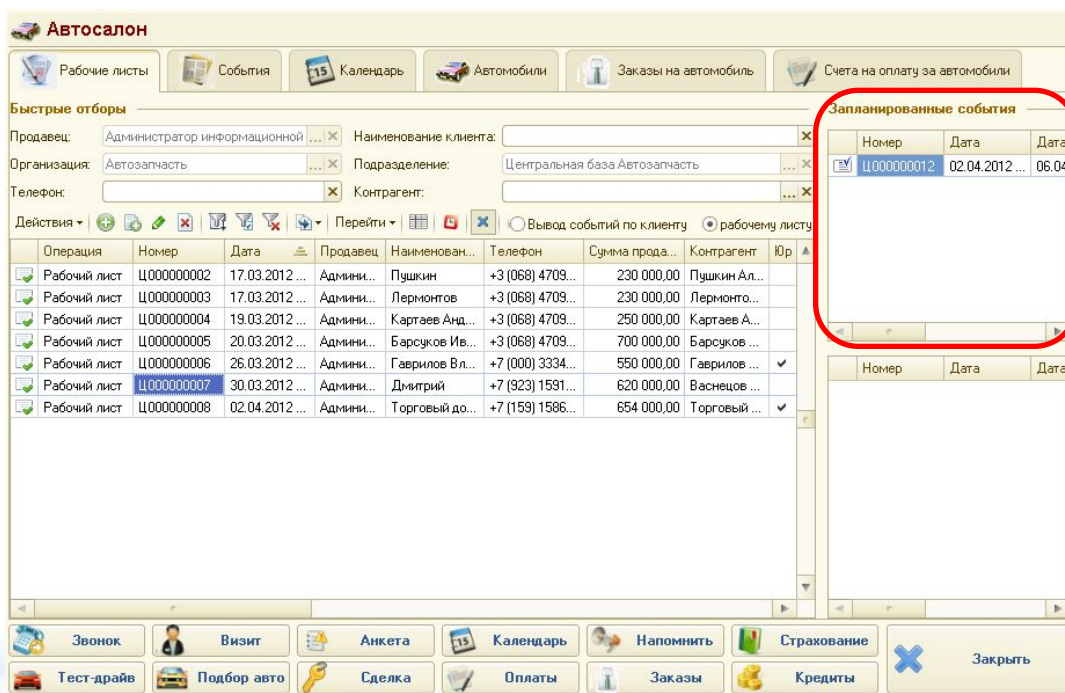 Автосалон
Рабочие листы События Календарь Автомобили Заказы на автомобиль Счета на оплату за автомобили
Быстрые отборы
Запланированные события
Продавец: Администратор информационной ... Наименование клиента:
Организация: Автозапчасть ... Подразделение: Центральная база Автозапчасть ...
Телефон: Контрагент: ...
Номер Дата Дата
Ц000000012 02.04.2012 ... 06.04
Действия Перейти Вывод событий по клиенту рабочему листу
Операция Номер Дата Продавец Наименован... Телефон Сумма прода... Контрагент Юр
Рабочий лист Ц000000002 17.03.2012 ... Админи... Пушкин +3 (068) 4709... 230 000,00 Пушкин Ал...
Рабочий лист Ц000000003 17.03.2012 ... Админи... Лермонтов +3 (068) 4709... 230 000,00 Лермонто...
Рабочий лист Ц000000004 19.03.2012 ... Админи... Картаев Анд... +3 (068) 4709... 250 000,00 Картаев А...
Рабочий лист Ц000000005 20.03.2012 ... Админи... Барсуков Ив... +3 (068) 4709... 700 000,00 Барсуков ...
Рабочий лист Ц000000006 26.03.2012 ... Админи... Гаврилов Вл... +7 (000) 3334... 550 000,00 Гаврилов ...
Рабочий лист Ц000000007 30.03.2012 ... Админи... Дмитрий +7 (923) 1591... 620 000,00 Васнецов ...
Рабочий лист Ц000000008 02.04.2012 ... Админи... Торговый до... +7 (159) 1586... 654 000,00 Торговый ...
Номер Дата Дата
Звонок Визит Анкета 15 Календарь Напомнить Страхование
Тест-драйв Подбор авто Сделка Оплаты Заказы Кредиты
Закрыть